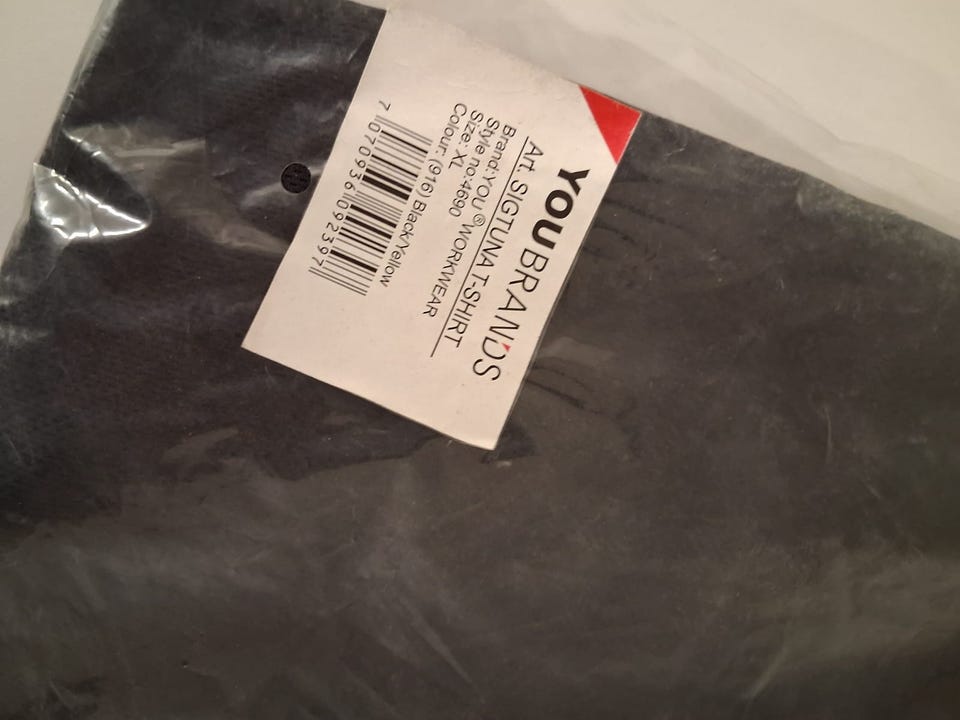 YOUBRANDS
Art. SIGTUNA T-SHIRT
Brand:YOU ® WORKWEAR
Style no:4690
Size: XL
Colour: (916) Black/Yellow
7 070936 092397